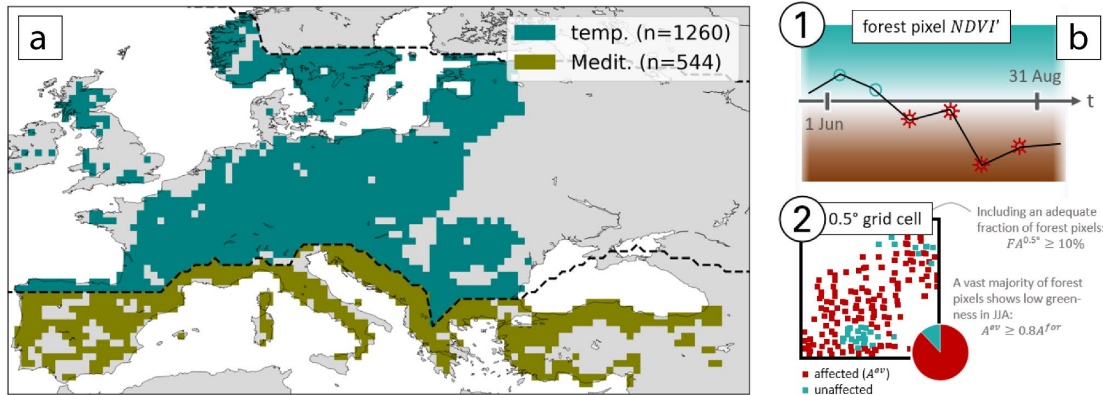 a
temp. (n=1260)
Medit. (n=544)
1
forest pixel NDVI'
b
31 Aug
t
1 Jun
2
0.5° grid cell
Including an adequate
fraction of forest pixels:
FA^0.5° ≥ 10%
A vast majority of forest
pixels shows low green-
ness in JJA:
A^ev ≥ 0.8A^for
affected (A^ev)
unaffected